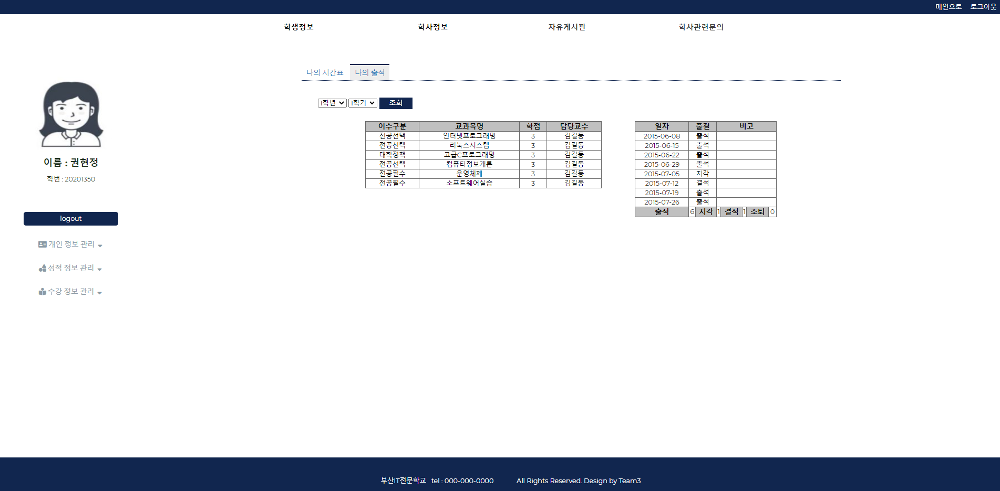 메인으로 로그아웃
학생정보 학사정보 자유게시판 학사관련문의
나의 시간표 나의 출석
1학년 1학기 조회
이름 : 권현정
학번 : 20201350
logout
개인 정보 관리
성적 정보 관리
수강 정보 관리
이수구분 교과목명 학점 담당교수
전공선택 인터넷프로그래밍 3 김길동
전공선택 리눅스시스템 3 김길동
대학정책 고급C프로그래밍 3 김길동
전공선택 컴퓨터정보개론 3 김길동
전공필수 운영체제 3 김길동
전공필수 소프트웨어실습 3 김길동
일자 출결 비고
2015-06-08 출석
2015-06-15 출석
2015-06-22 출석
2015-06-29 출석
2015-07-05 지각
2015-07-12 결석
2015-07-19 출석
2015-07-26 출석
출석 6 지각 1 결석 1 조퇴 0
부산IT전문학교 tel : 000-000-0000 All Rights Reserved. Design by Team3